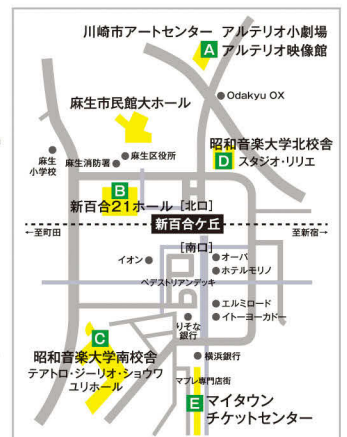 川崎市アートセンター アルテリオ小劇場
A アルテリオ映像館
Odakyu OX
麻生市民館大ホール
昭和音楽大学北校舎
D スタジオ・リリエ
麻生
小学校
麻生消防署
麻生区役所
B
新百合21ホール
[北口]
新百合ケ丘
←至町田
至新宿→
[南口]
イオン
オーパ
ホテルモリノ
ペデストリアンデッキ
エルミロード
イトーヨーカドー
りそな
銀行
C
昭和音楽大学南校舎
テアトロ・ジーリオ・ショウワ
ユリホール
横浜銀行
マプレ専門店街
E マイタウン
チケットセンター